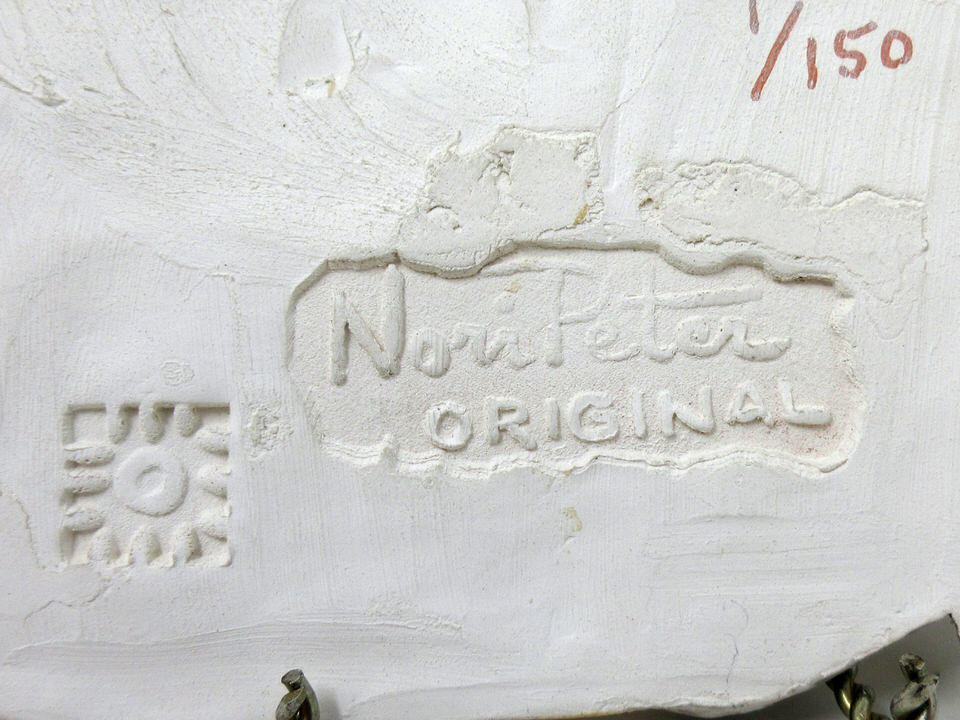 /150
Nori Peter
ORIGINAL